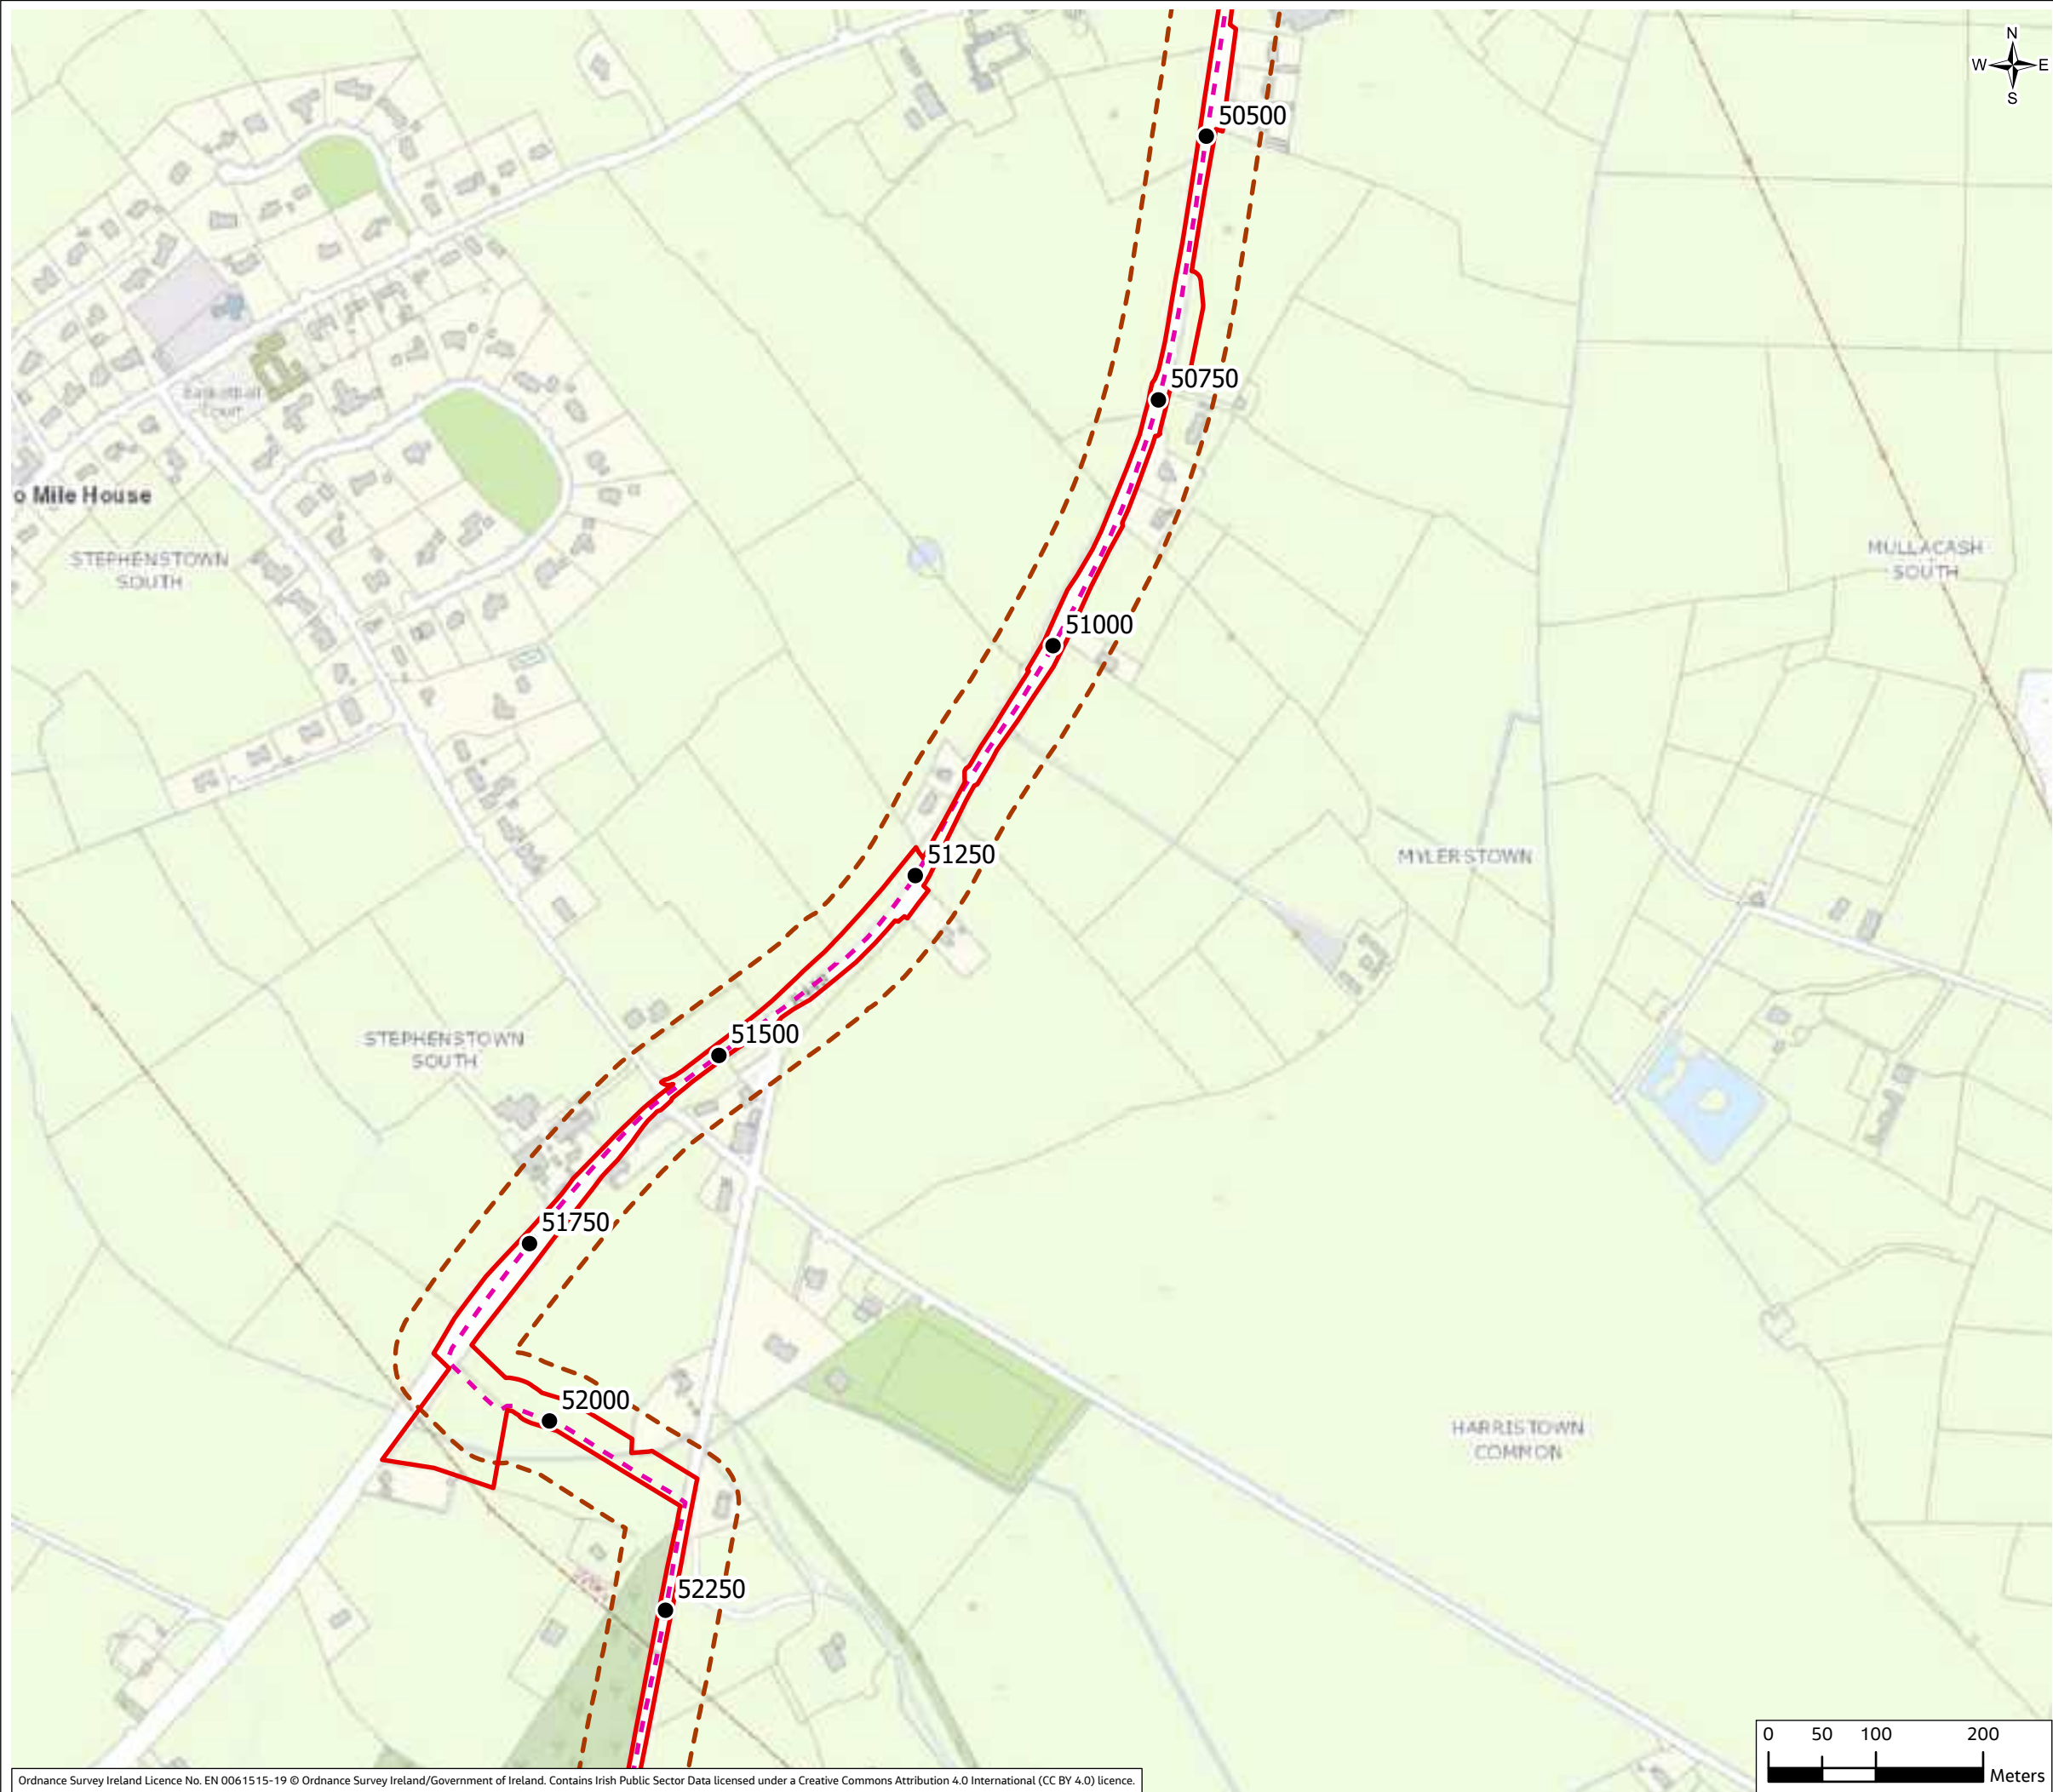 N
W E
S
50500
50750
Basketball
Court
o Mile House
STEPHENSTOWN
SOUTH
MULLACASH
SOUTH
51000
51250
MYLERSTOWN
51500
STEPHENSTOWN
SOUTH
51750
52000
HARRISTOWN
COMMON
52250
0 50 100 200
Meters
Ordnance Survey Ireland Licence No. EN 0061515-19 © Ordnance Survey Ireland/Government of Ireland. Contains Irish Public Sector Data licensed under a Creative Commons Attribution 4.0 International (CC BY 4.0) licence.